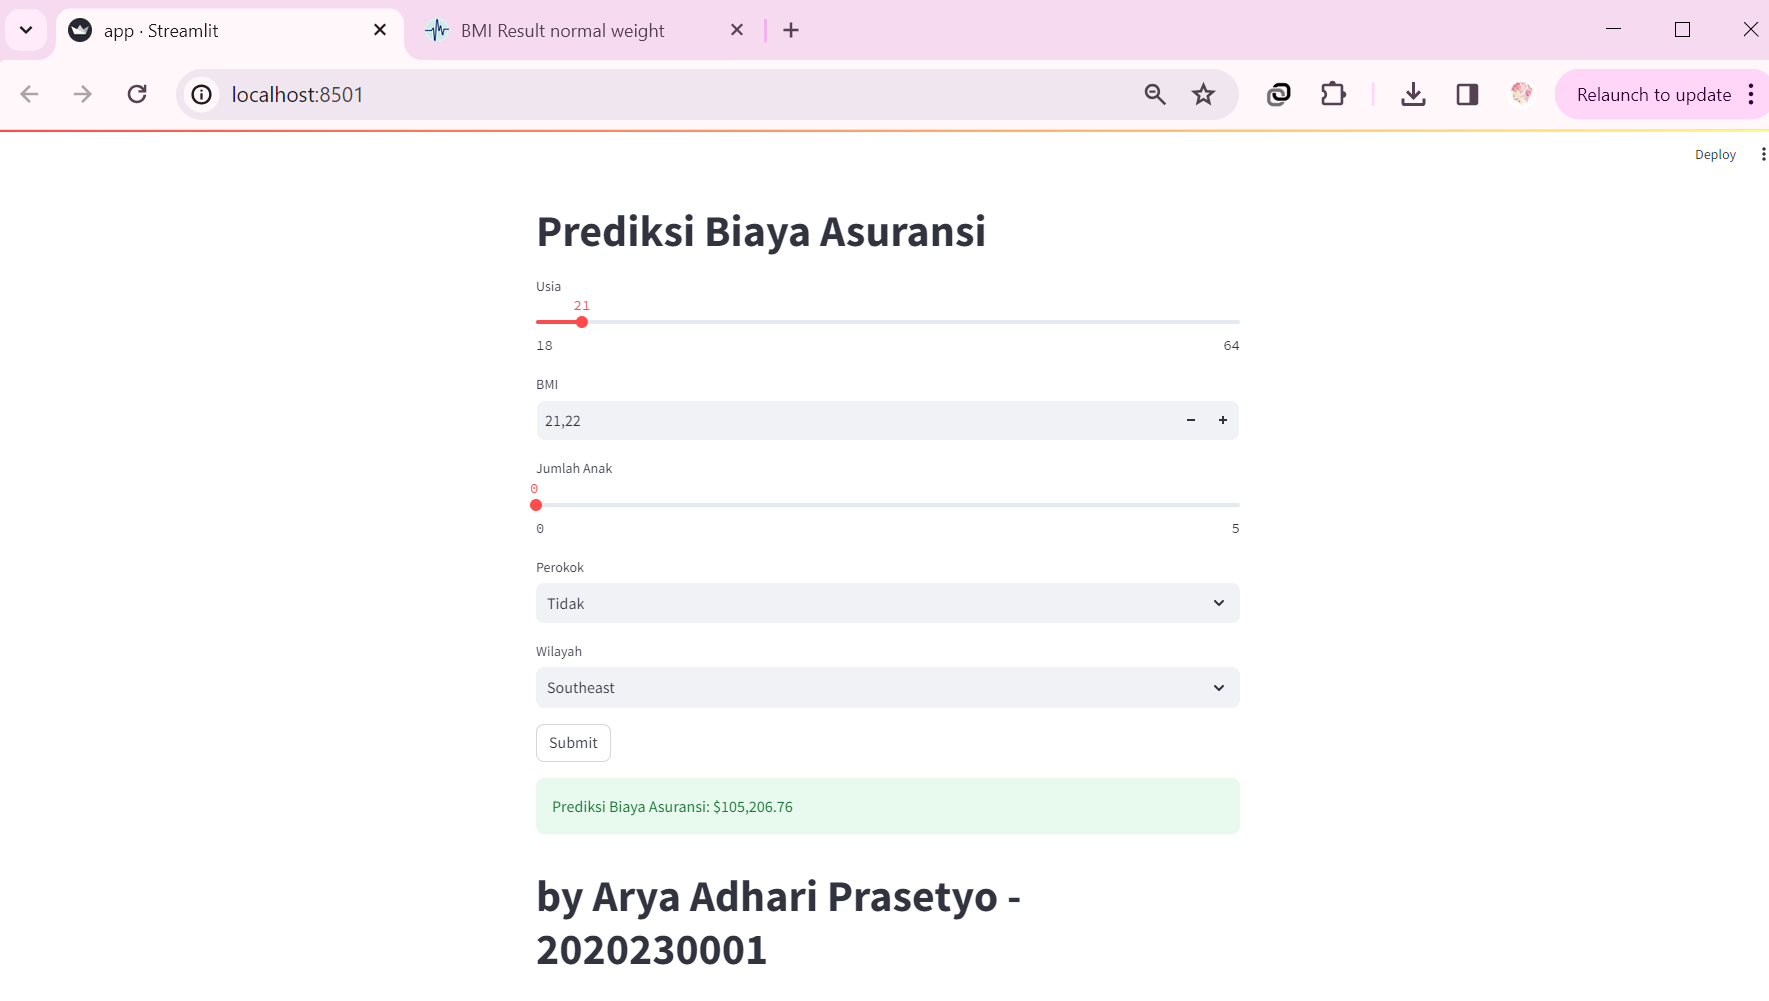 app · Streamlit
BMI Result normal weight
localhost:8501
Relaunch to update
Deploy
Prediksi Biaya Asuransi
Usia
21
18 64
BMI
21,22
Jumlah Anak
0
0 5
Perokok
Tidak
Wilayah
Southeast
Submit
Prediksi Biaya Asuransi: $105,206.76
by Arya Adhari Prasetyo -
2020230001